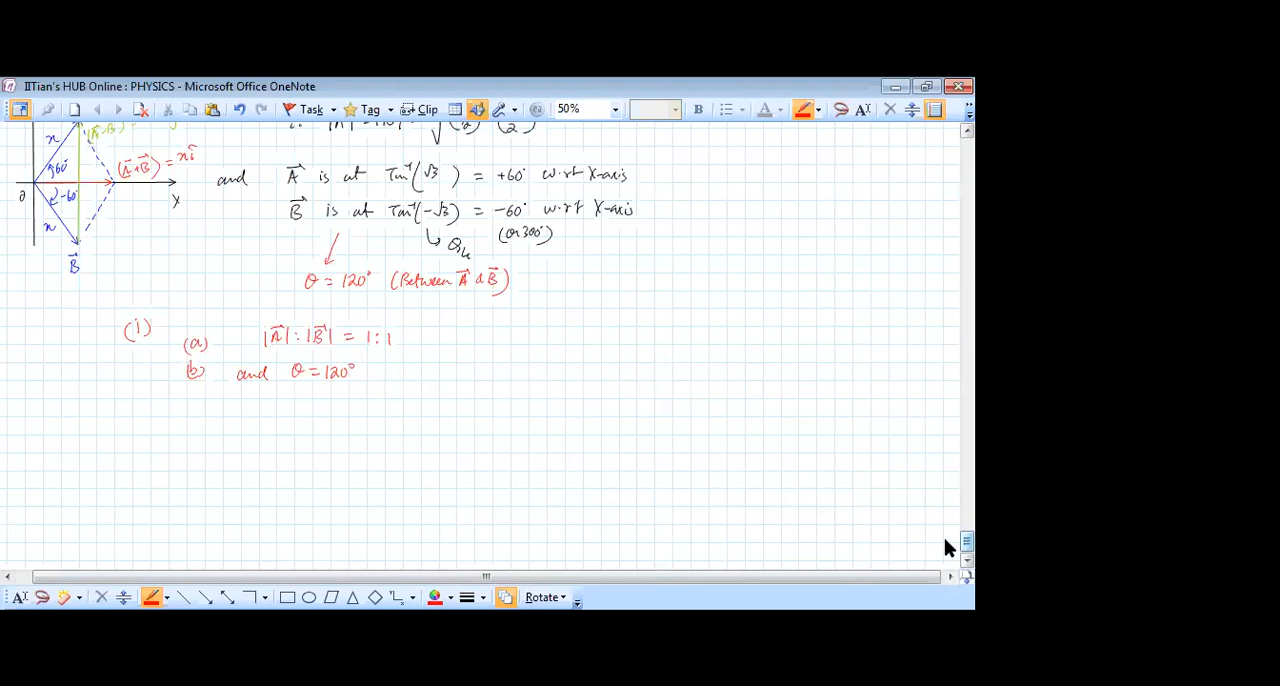 IITian's HUB Online : PHYSICS - Microsoft Office OneNote
Task Tag Clip 50% B A A
x 60° (A⃗+B⃗) = xî
0 -60° X
x
B⃗
and A⃗ is at Tan⁻¹(√3) = +60° w.r.t X-axis
B⃗ is at Tan⁻¹(-√3) = -60° w.r.t X-axis
Q₄ (or 300°)
θ = 120° (Between A⃗ & B⃗)
(i)
(a) |A⃗| : |B⃗| = 1 : 1
(b) and θ = 120°
A Rotate